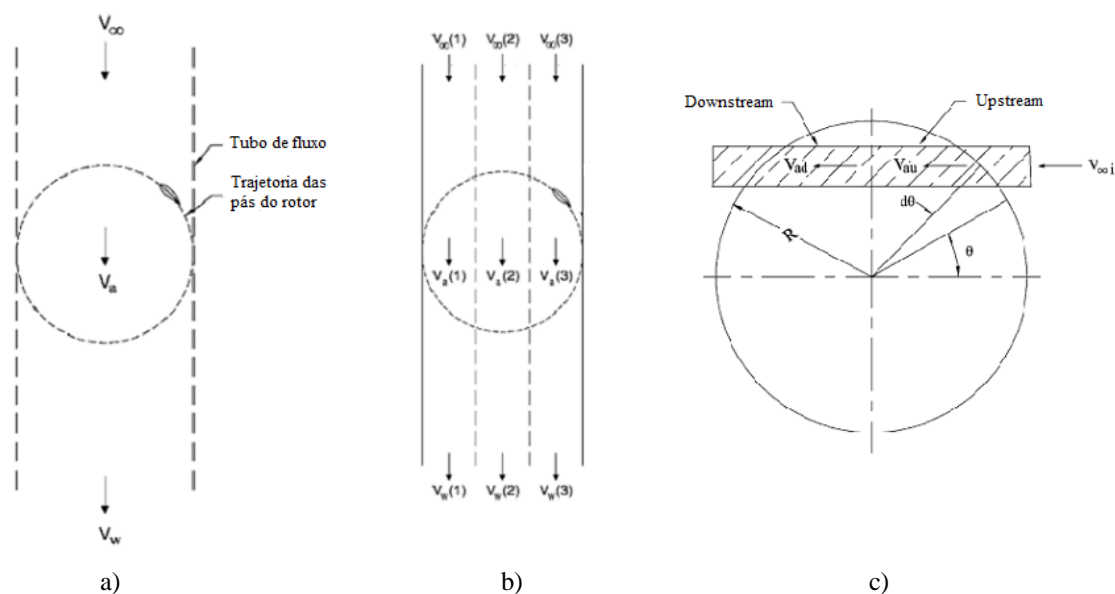 V∞
Tubo de fluxo
Trajetoria das
pás do rotor
Va
Vw
a)
V∞(1) V∞(2) V∞(3)
Va(1) Va(2) Va(3)
Vw(1) Vw(2) Vw(3)
b)
Downstream Upstream
Vad Vau V∞i
dθ
R θ
c)